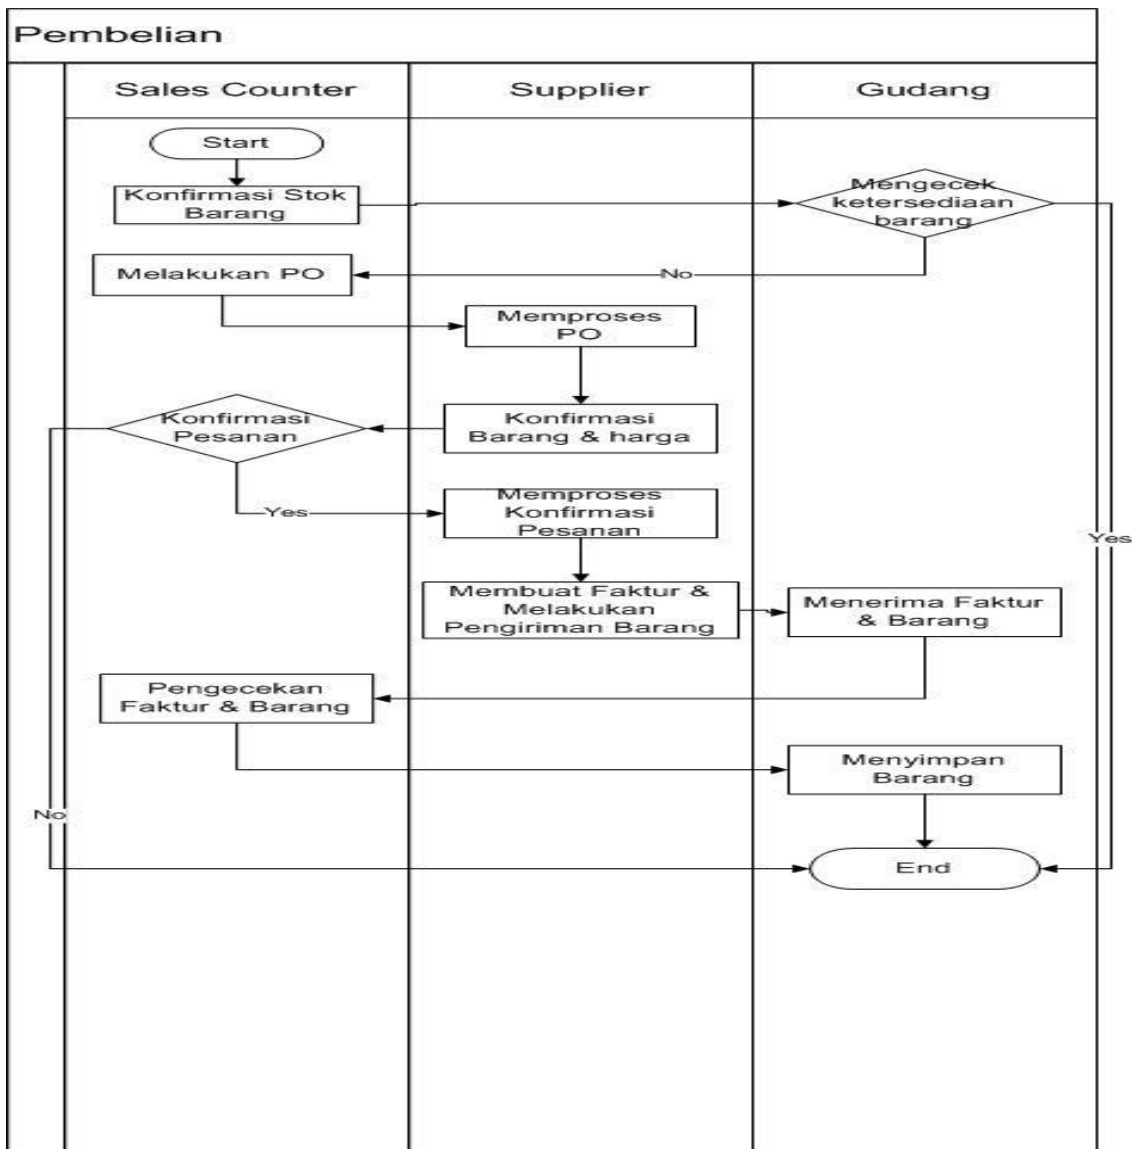 Pembelian
Sales Counter
Supplier
Gudang
Start
Konfirmasi Stok
Barang
Mengecek
ketersediaan
barang
No
Melakukan PO
Memproses
PO
Konfirmasi
Pesanan
Konfirmasi
Barang & harga
Yes
Memproses
Konfirmasi
Pesanan
Yes
Membuat Faktur &
Melakukan
Pengiriman Barang
Menerima Faktur
& Barang
Pengecekan
Faktur & Barang
Menyimpan
Barang
No
End